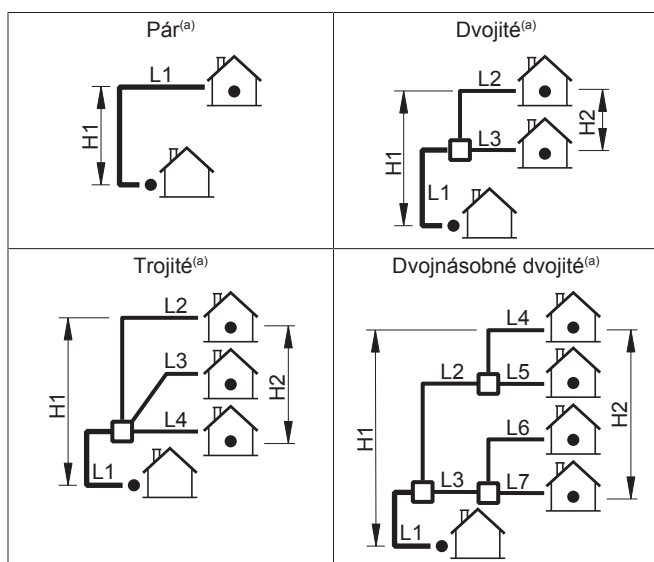 Pár(a)
L1
H1
Dvojité(a)
L2
H2
L3
H1
L1
Trojité(a)
L2
L3
H2
H1
L4
L1
Dvojnásobné dvojité(a)
L4
L2
L5
H1
H2
L6
L3
L7
L1